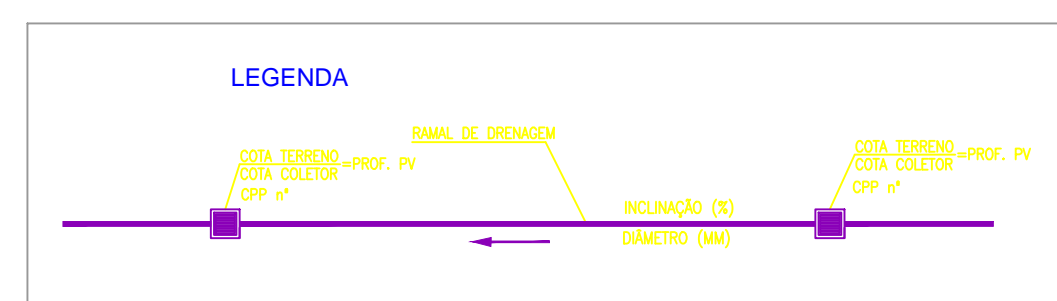 LEGENDA
RAMAL DE DRENAGEM
COTA TERRENO
COTA COLETOR
=PROF. PV
CPP nº
COTA TERRENO
COTA COLETOR
=PROF. PV
CPP nº
INCLINAÇÃO (%)
DIÂMETRO (MM)